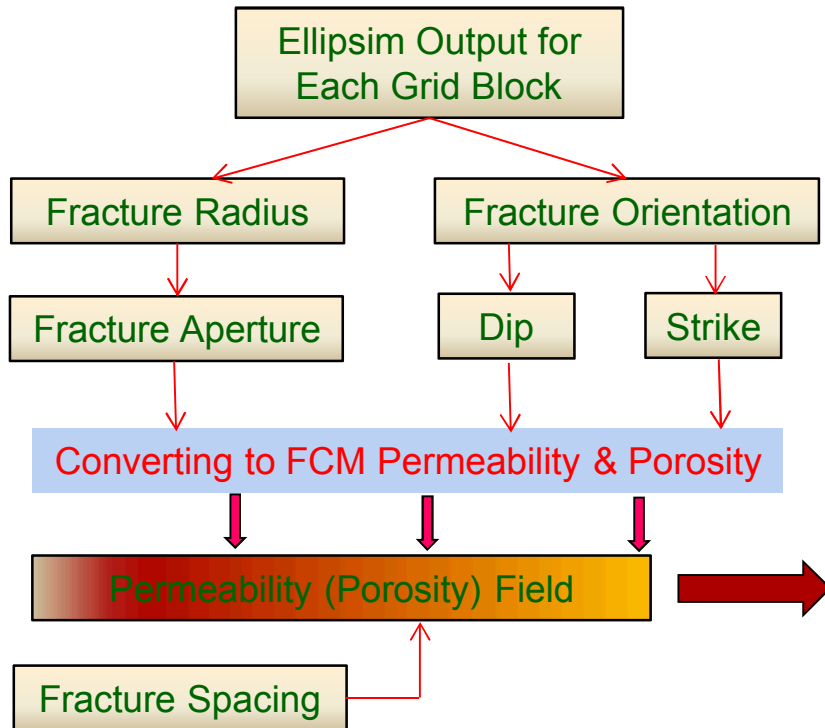 Ellipsim Output for
Each Grid Block
Fracture Radius
Fracture Orientation
Fracture Aperture
Dip
Strike
Converting to FCM Permeability & Porosity
Permeability (Porosity) Field
Fracture Spacing